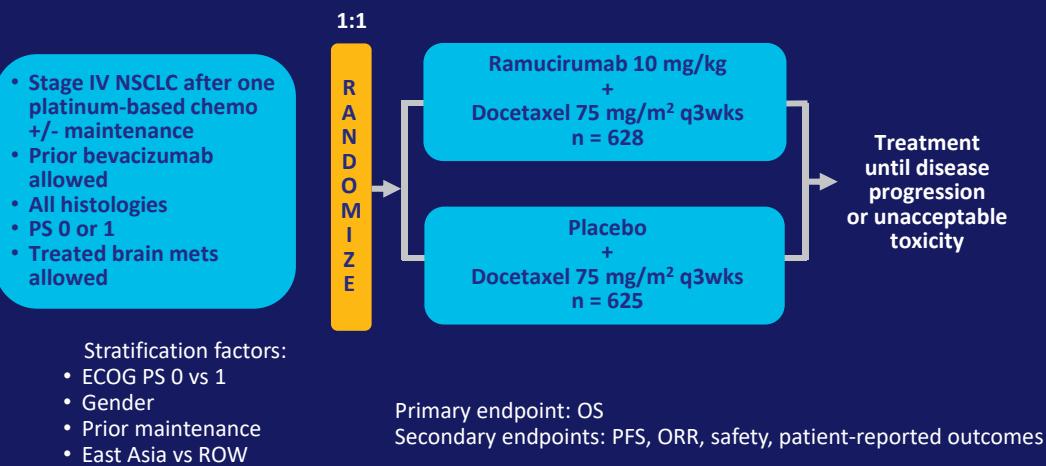 1:1
• Stage IV NSCLC after one
platinum-based chemo
+/- maintenance
• Prior bevacizumab
allowed
• All histologies
• PS 0 or 1
• Treated brain mets
allowed
R
A
N
D
O
M
I
Z
E
Ramucirumab 10 mg/kg
+
Docetaxel 75 mg/m² q3wks
n = 628
Placebo
+
Docetaxel 75 mg/m² q3wks
n = 625
Treatment
until disease
progression
or unacceptable
toxicity
Stratification factors:
• ECOG PS 0 vs 1
• Gender
• Prior maintenance
• East Asia vs ROW
Primary endpoint: OS
Secondary endpoints: PFS, ORR, safety, patient-reported outcomes